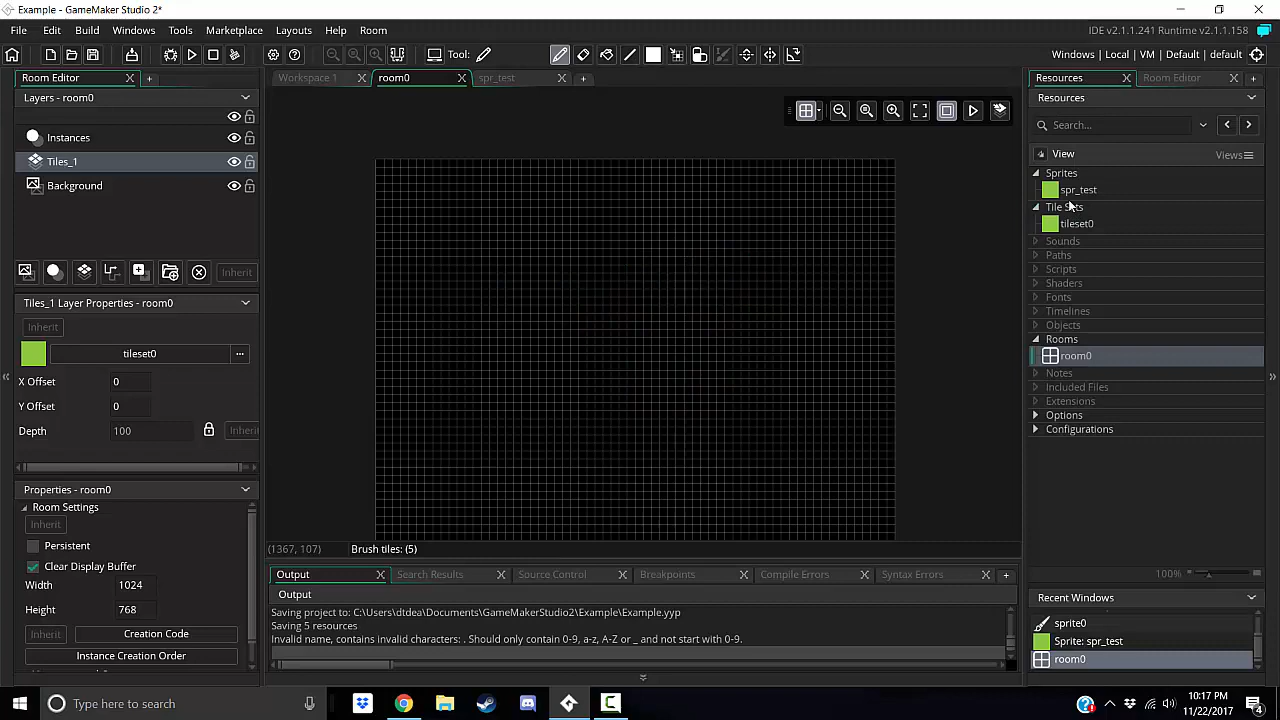 Example - GameMaker Studio 2*
File Edit Build Windows Tools Marketplace Layouts Help Room
IDE v2.1.1.241 Runtime v2.1.1.158
Tool:
Windows | Local | VM | Default | default
Room Editor
Workspace 1
room0
spr_test
Resources
Room Editor
Layers - room0
Resources
Search...
Instances
Tiles_1
Background
View
Views
Sprites
spr_test
Tile Sets
tileset0
Sounds
Paths
Scripts
Shaders
Fonts
Timelines
Objects
Rooms
room0
Notes
Included Files
Extensions
Options
Configurations
Inherit
Tiles_1 Layer Properties - room0
Inherit
tileset0
...
X Offset 0
Y Offset 0
Depth 100
Properties - room0
Room Settings
Inherit
Persistent
Clear Display Buffer
Width 1024
Height 768
Inherit
Creation Code
Instance Creation Order
(1367, 107) Brush tiles: (5)
Output
Search Results
Source Control
Breakpoints
Compile Errors
Syntax Errors
Output
Saving project to: C:\Users\dtdea\Documents\GameMakerStudio2\Example\Example.yyp
Saving 5 resources
Invalid name, contains invalid characters: . Should only contain 0-9, a-z, A-Z or _ and not start with 0-9.
100%
Recent Windows
sprite0
Sprite: spr_test
room0
Type here to search
10:17 PM
11/22/2017